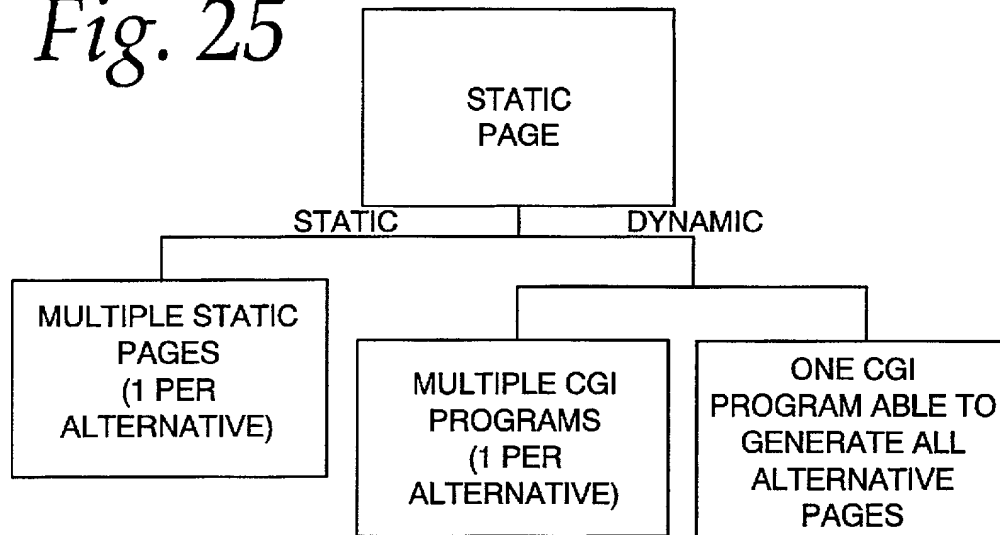 Fig. 25
STATIC
PAGE
STATIC
DYNAMIC
MULTIPLE STATIC
PAGES
(1 PER
ALTERNATIVE)
MULTIPLE CGI
PROGRAMS
(1 PER
ALTERNATIVE)
ONE CGI
PROGRAM ABLE TO
GENERATE ALL
ALTERNATIVE
PAGES